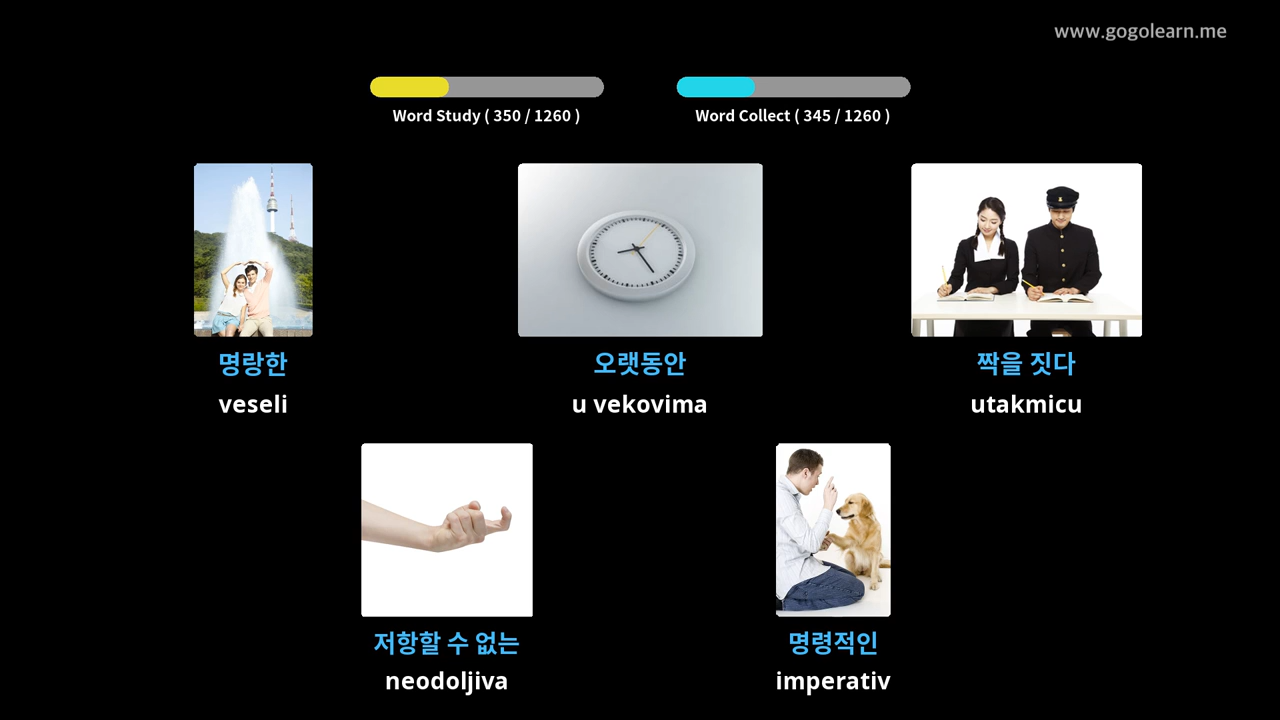 www.gogolearn.me
Word Study ( 350 / 1260 )
Word Collect ( 345 / 1260 )
명랑한
veseli
오랫동안
u vekovima
짝을 짓다
utakmicu
저항할 수 없는
neodoljiva
명령적인
imperativ